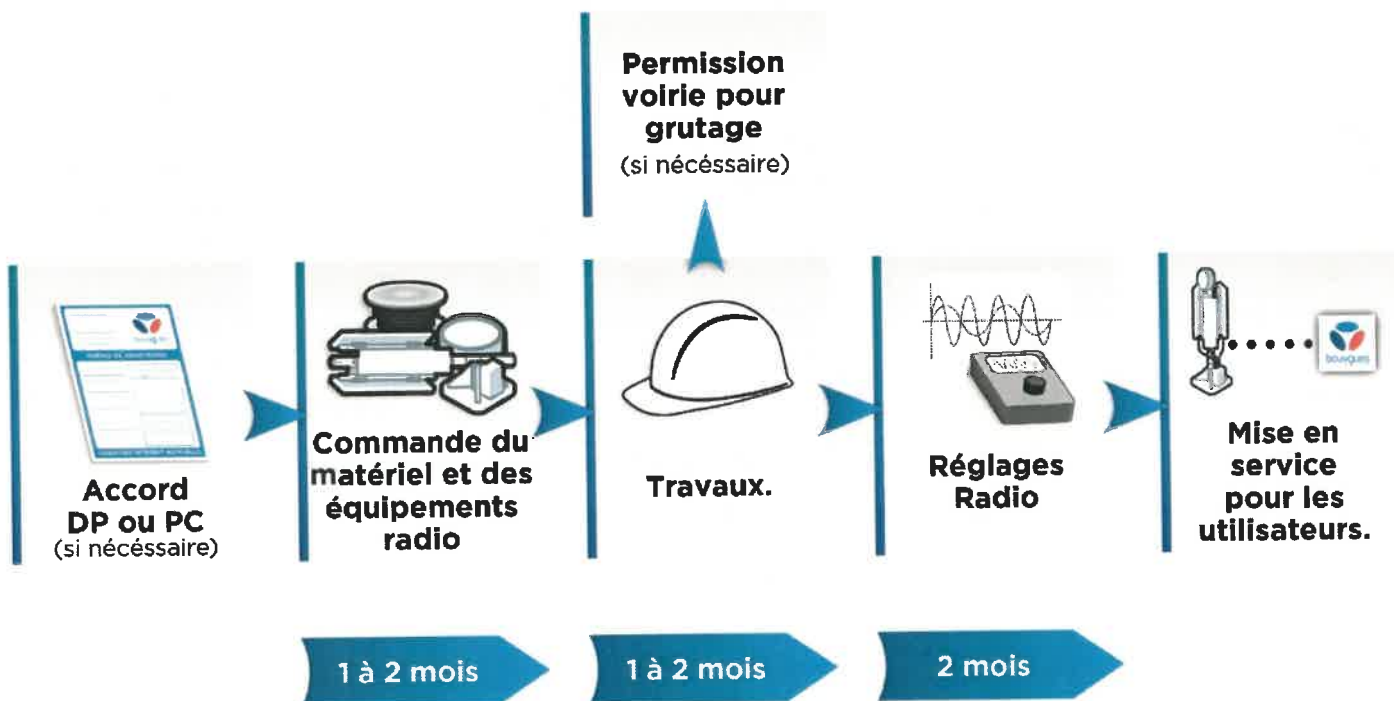 Permission
voirie pour
grutage
(si nécéssaire)
Accord
DP ou PC
(si nécéssaire)
Commande du
matériel et des
équipements
radio
Travaux.
Réglages
Radio
bouygues
Mise en
service
pour les
utilisateurs.
1 à 2 mois
1 à 2 mois
2 mois